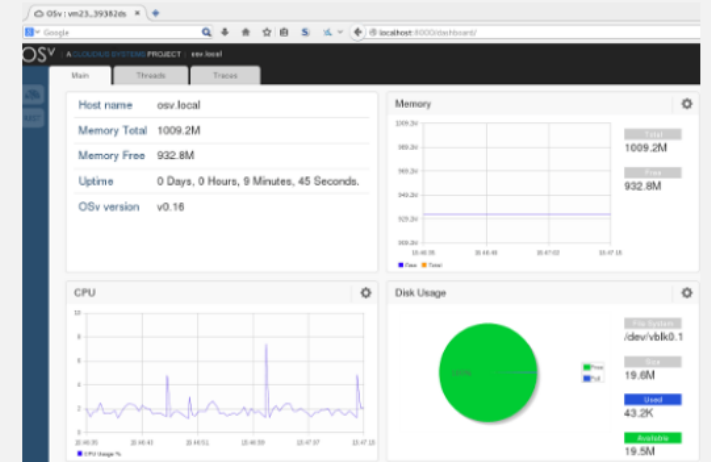 OSv : vm23_39382ds
Google
localhost:8000/dashboard/
OSv A CLOUDIUS SYSTEMS PROJECT : osv.local
Main Threads Traces
Host name osv.local
Memory Total 1009.2M
Memory Free 932.8M
Uptime 0 Days, 0 Hours, 9 Minutes, 45 Seconds.
OSv version v0.16
Memory
Total
1009.2M
Free
932.8M
Free Total
CPU
10
8
6
4
2
0
CPU Usage %
Disk Usage
Free
Full
File System
/dev/vblk0.1
Size
19.6M
Used
43.2K
Available
19.5M